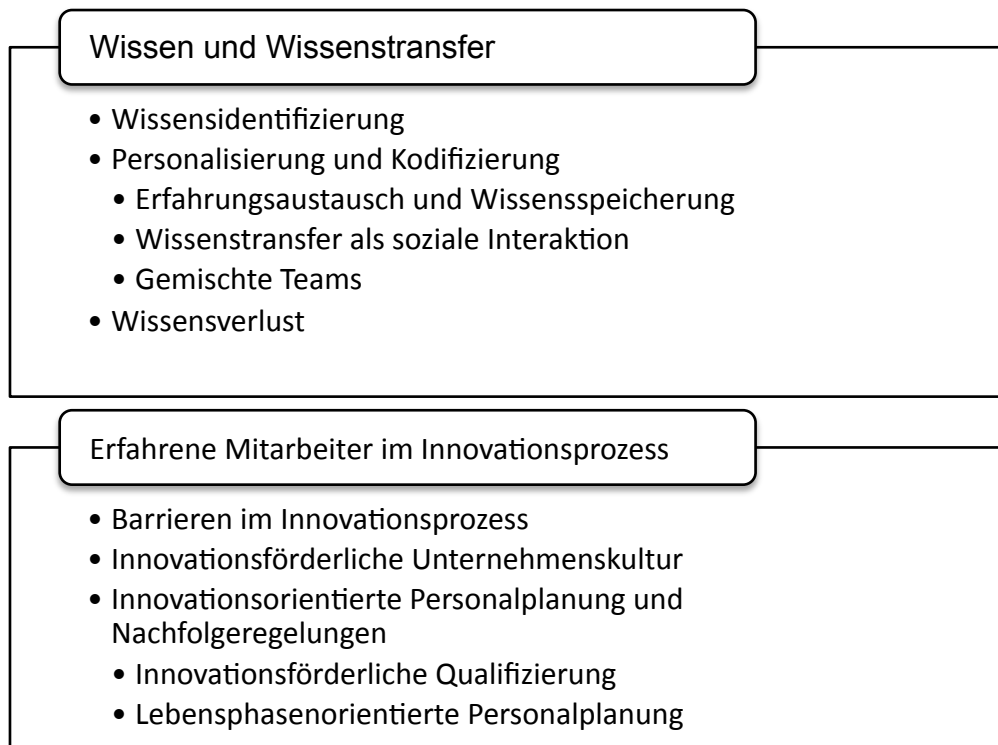 Wissen und Wissenstransfer
• Wissensidentifizierung
• Personalisierung und Kodifizierung
• Erfahrungsaustausch und Wissensspeicherung
• Wissenstransfer als soziale Interaktion
• Gemischte Teams
• Wissensverlust
Erfahrene Mitarbeiter im Innovationsprozess
• Barrieren im Innovationsprozess
• Innovationsförderliche Unternehmenskultur
• Innovationsorientierte Personalplanung und
Nachfolgeregelungen
• Innovationsförderliche Qualifizierung
• Lebensphasenorientierte Personalplanung